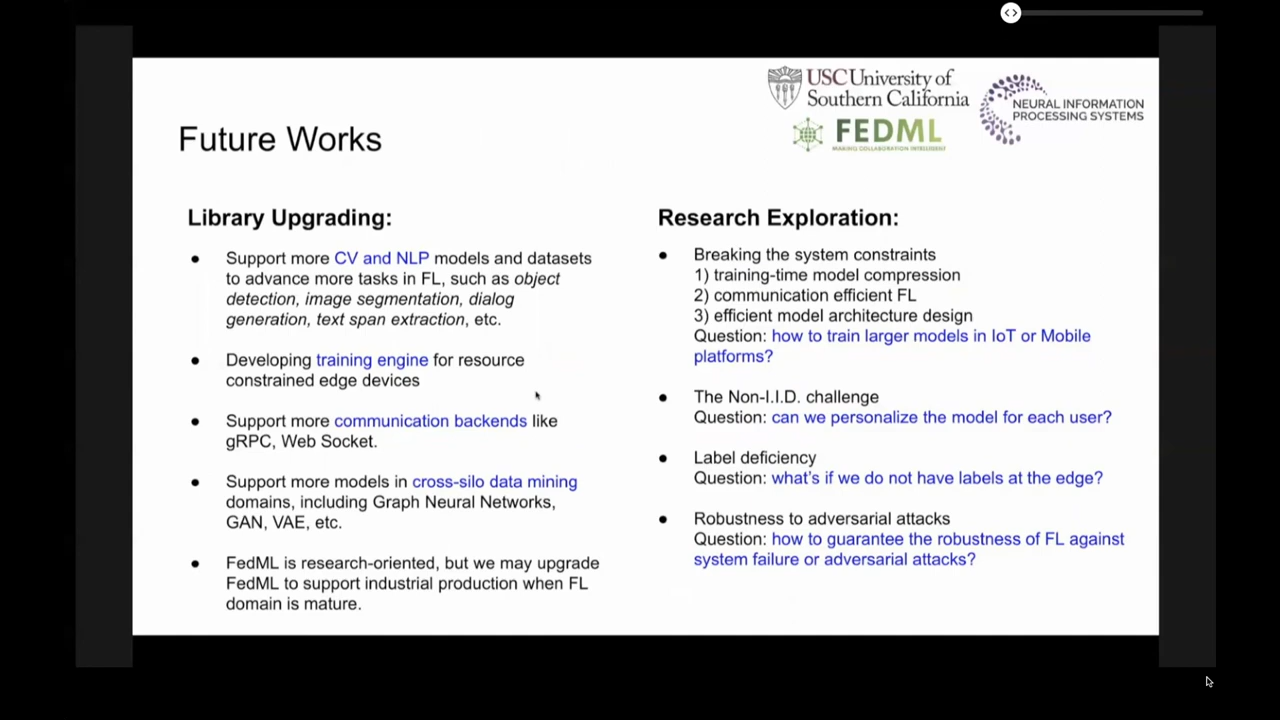 USC University of
Southern California
FEDML
MAKING COLLABORATION INTELLIGENT
NEURAL INFORMATION
PROCESSING SYSTEMS
Future Works
Library Upgrading:
● Support more CV and NLP models and datasets
to advance more tasks in FL, such as object
detection, image segmentation, dialog
generation, text span extraction, etc.
● Developing training engine for resource
constrained edge devices
● Support more communication backends like
gRPC, Web Socket.
● Support more models in cross-silo data mining
domains, including Graph Neural Networks,
GAN, VAE, etc.
● FedML is research-oriented, but we may upgrade
FedML to support industrial production when FL
domain is mature.
Research Exploration:
● Breaking the system constraints
1) training-time model compression
2) communication efficient FL
3) efficient model architecture design
Question: how to train larger models in IoT or Mobile
platforms?
● The Non-I.I.D. challenge
Question: can we personalize the model for each user?
● Label deficiency
Question: what's if we do not have labels at the edge?
● Robustness to adversarial attacks
Question: how to guarantee the robustness of FL against
system failure or adversarial attacks?